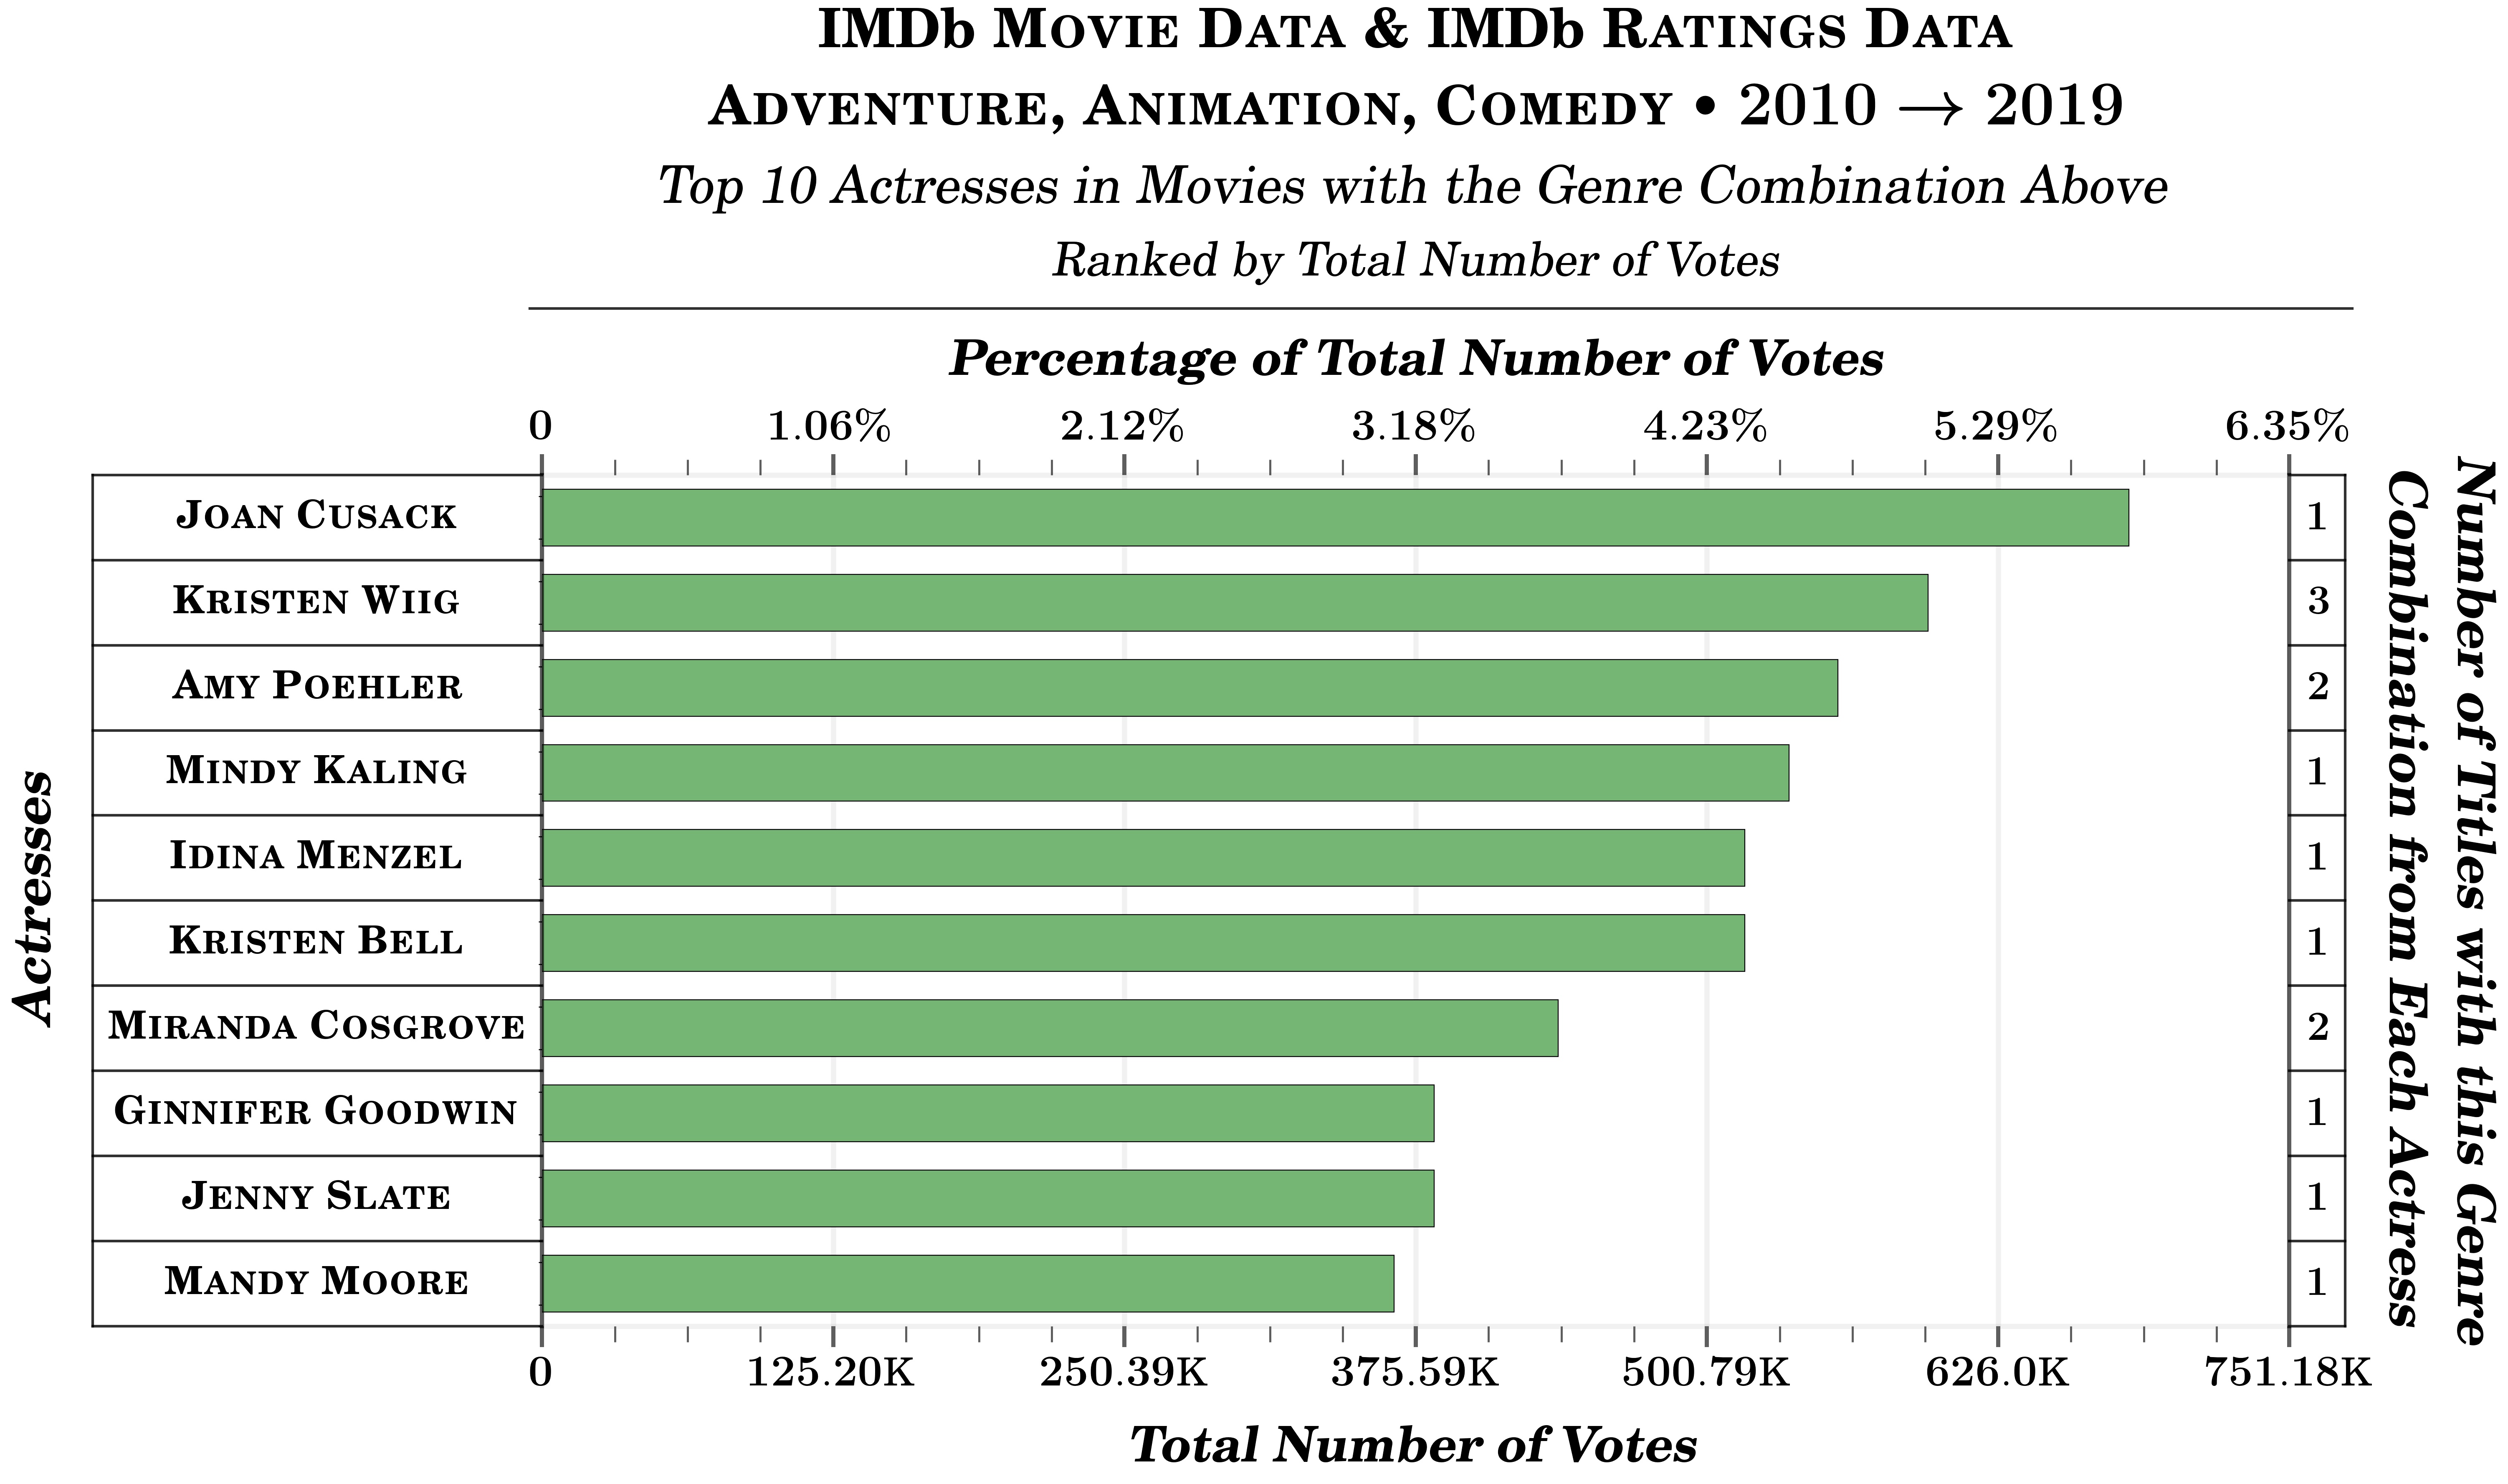 IMDb Movie Data & IMDb Ratings Data
Adventure, Animation, Comedy • 2010 → 2019
Top 10 Actresses in Movies with the Genre Combination Above
Ranked by Total Number of Votes
Percentage of Total Number of Votes
0 1.06% 2.12% 3.18% 4.23% 5.29% 6.35%
Actresses
Joan Cusack 1
Kristen Wiig 3
Amy Poehler 2
Mindy Kaling 1
Idina Menzel 1
Kristen Bell 1
Miranda Cosgrove 2
Ginnifer Goodwin 1
Jenny Slate 1
Mandy Moore 1
Number of Titles with this Genre
Combination from Each Actress
0 125.20K 250.39K 375.59K 500.79K 626.0K 751.18K
Total Number of Votes